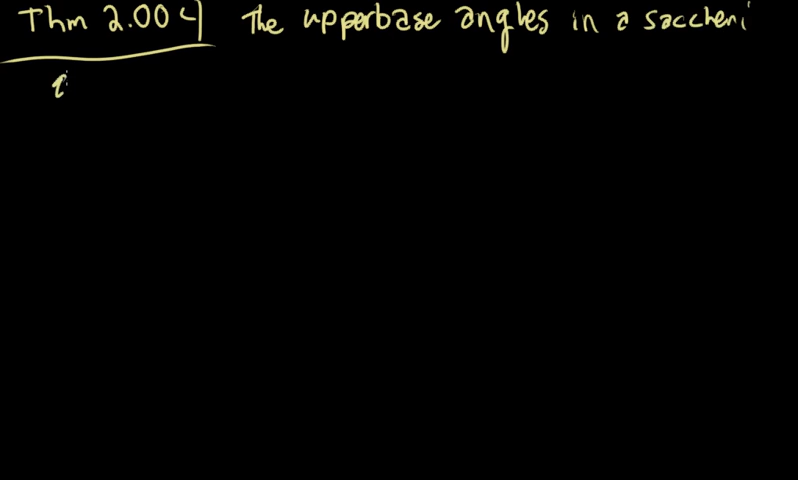 Thm 2.004 The upperbase angles in a saccheri
i